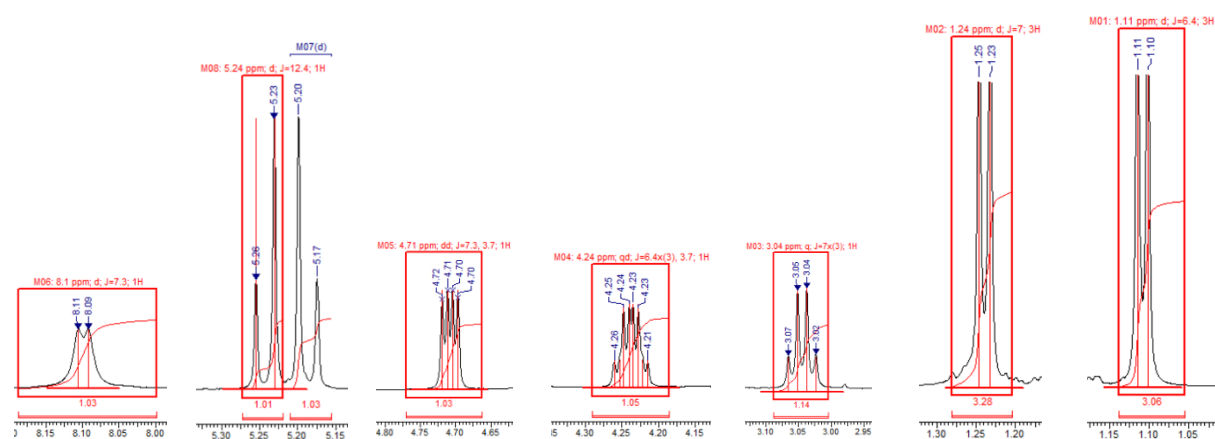 M06: 8.1 ppm; d; J=7.3; 1H
8.11
8.09
1.03
8.10 8.05 8.00
M07(d)
M08: 5.24 ppm; d; J=12.4; 1H
5.26
5.23
5.20
5.17
1.01
1.03
5.30 5.25 5.20 5.15
M05: 4.71 ppm; dd; J=7.3, 3.7; 1H
4.72
4.71
4.70
4.70
1.03
4.80 4.75 4.70 4.65
M04: 4.24 ppm; qd; J=6.4x(3), 3.7; 1H
4.26
4.25
4.24
4.23
4.23
4.21
1.05
4.30 4.25 4.20 4.15
M03: 3.04 ppm; q; J=7x(3); 1H
3.07
3.05
3.04
3.02
1.14
3.10 3.05 3.00 2.95
M02: 1.24 ppm; d; J=7; 3H
1.25
1.23
3.28
1.30 1.25 1.20
M01: 1.11 ppm; d; J=6.4; 3H
1.11
1.10
3.06
1.15 1.10 1.05